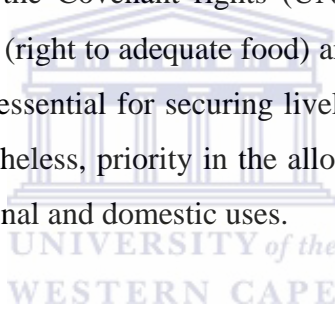 the Covenant rights (UN
(right to adequate food) a
essential for securing livel
theless, priority in the allo
nal and domestic uses.
UNIVERSITY of the
WESTERN CAPE